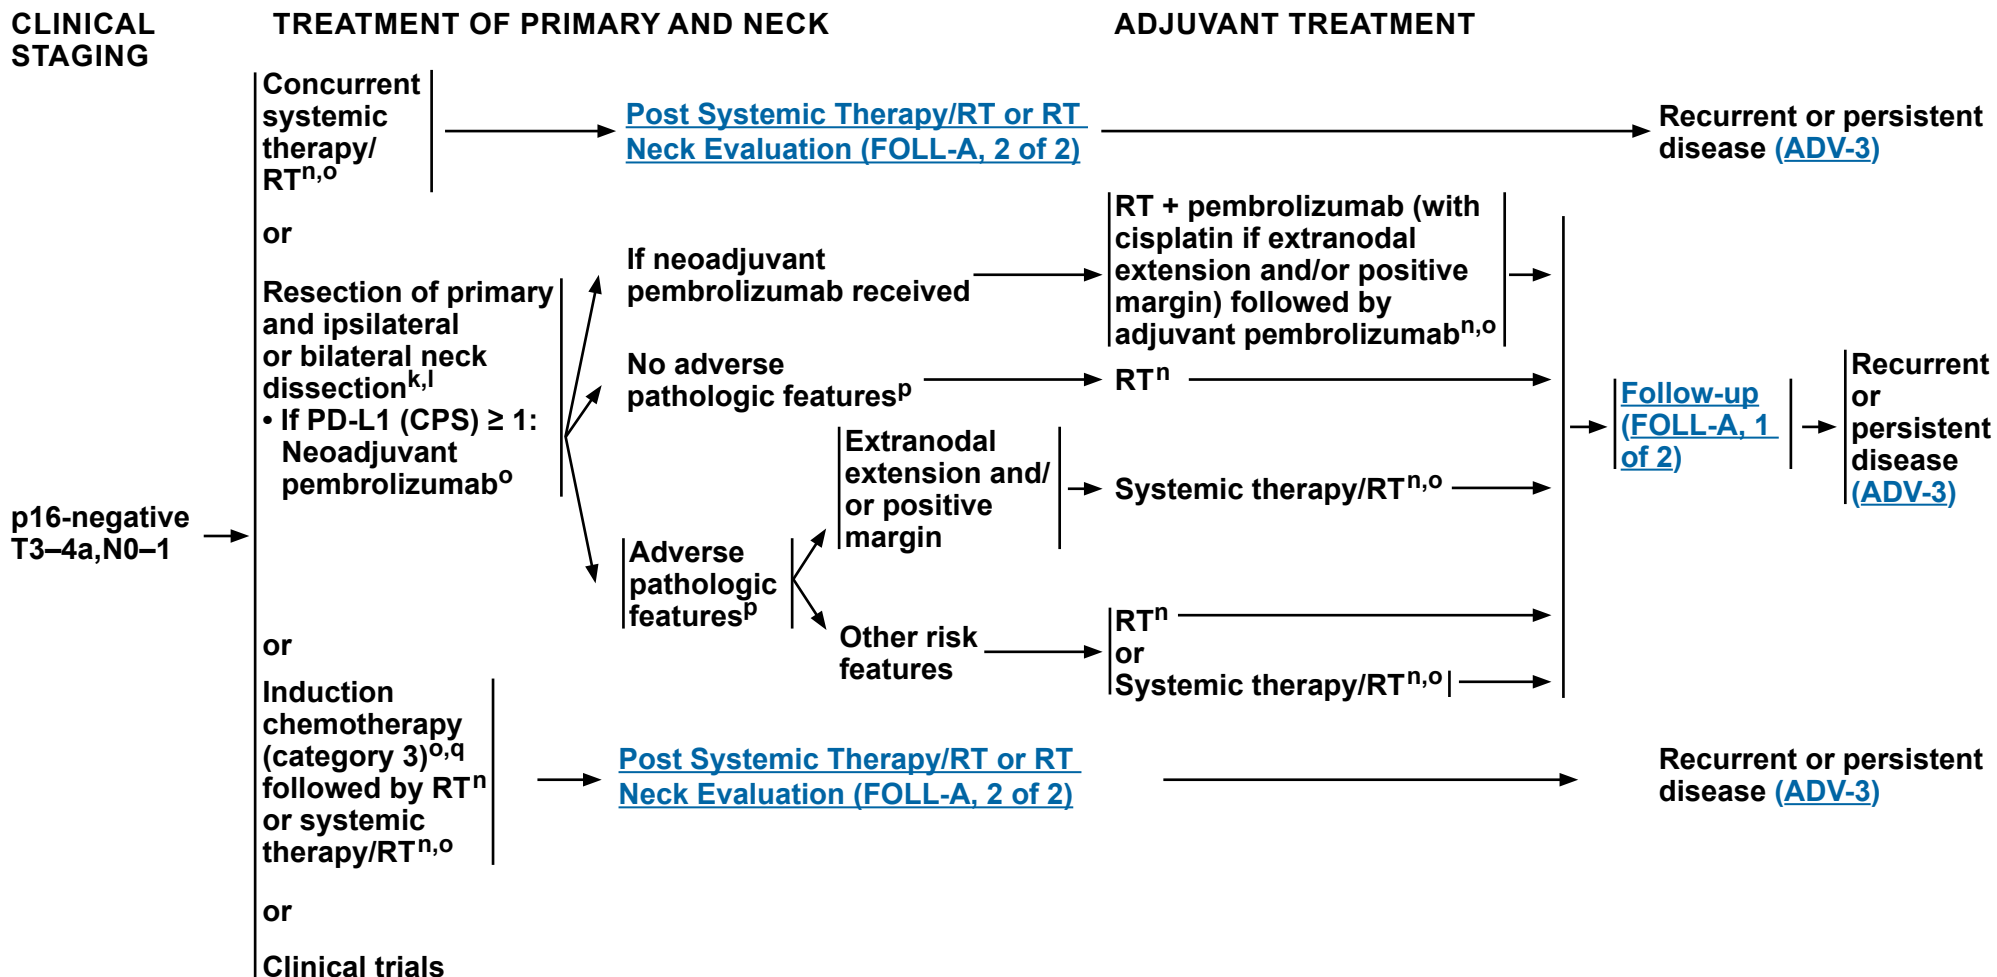 CLINICAL
STAGING
TREATMENT OF PRIMARY AND NECK
ADJUVANT TREATMENT
p16-negative
T3–4a,N0–1
Concurrent
systemic
therapy/
RTn,o
Post Systemic Therapy/RT or RT
Neck Evaluation (FOLL-A, 2 of 2)
Recurrent or persistent
disease (ADV-3)
or
Resection of primary
and ipsilateral
or bilateral neck
dissectionk,l
• If PD-L1 (CPS) ≥ 1:
Neoadjuvant
pembrolizumabo
If neoadjuvant
pembrolizumab received
RT + pembrolizumab (with
cisplatin if extranodal
extension and/or positive
margin) followed by
adjuvant pembrolizumabn,o
No adverse
pathologic featuresp
RTn
Adverse
pathologic
featuresp
Extranodal
extension and/
or positive
margin
Systemic therapy/RTn,o
Other risk
features
RTn
or
Systemic therapy/RTn,o
Follow-up
(FOLL-A, 1
of 2)
Recurrent
or
persistent
disease
(ADV-3)
or
Induction
chemotherapy
(category 3)o,q
followed by RTn
or systemic
therapy/RTn,o
Post Systemic Therapy/RT or RT
Neck Evaluation (FOLL-A, 2 of 2)
Recurrent or persistent
disease (ADV-3)
or
Clinical trials